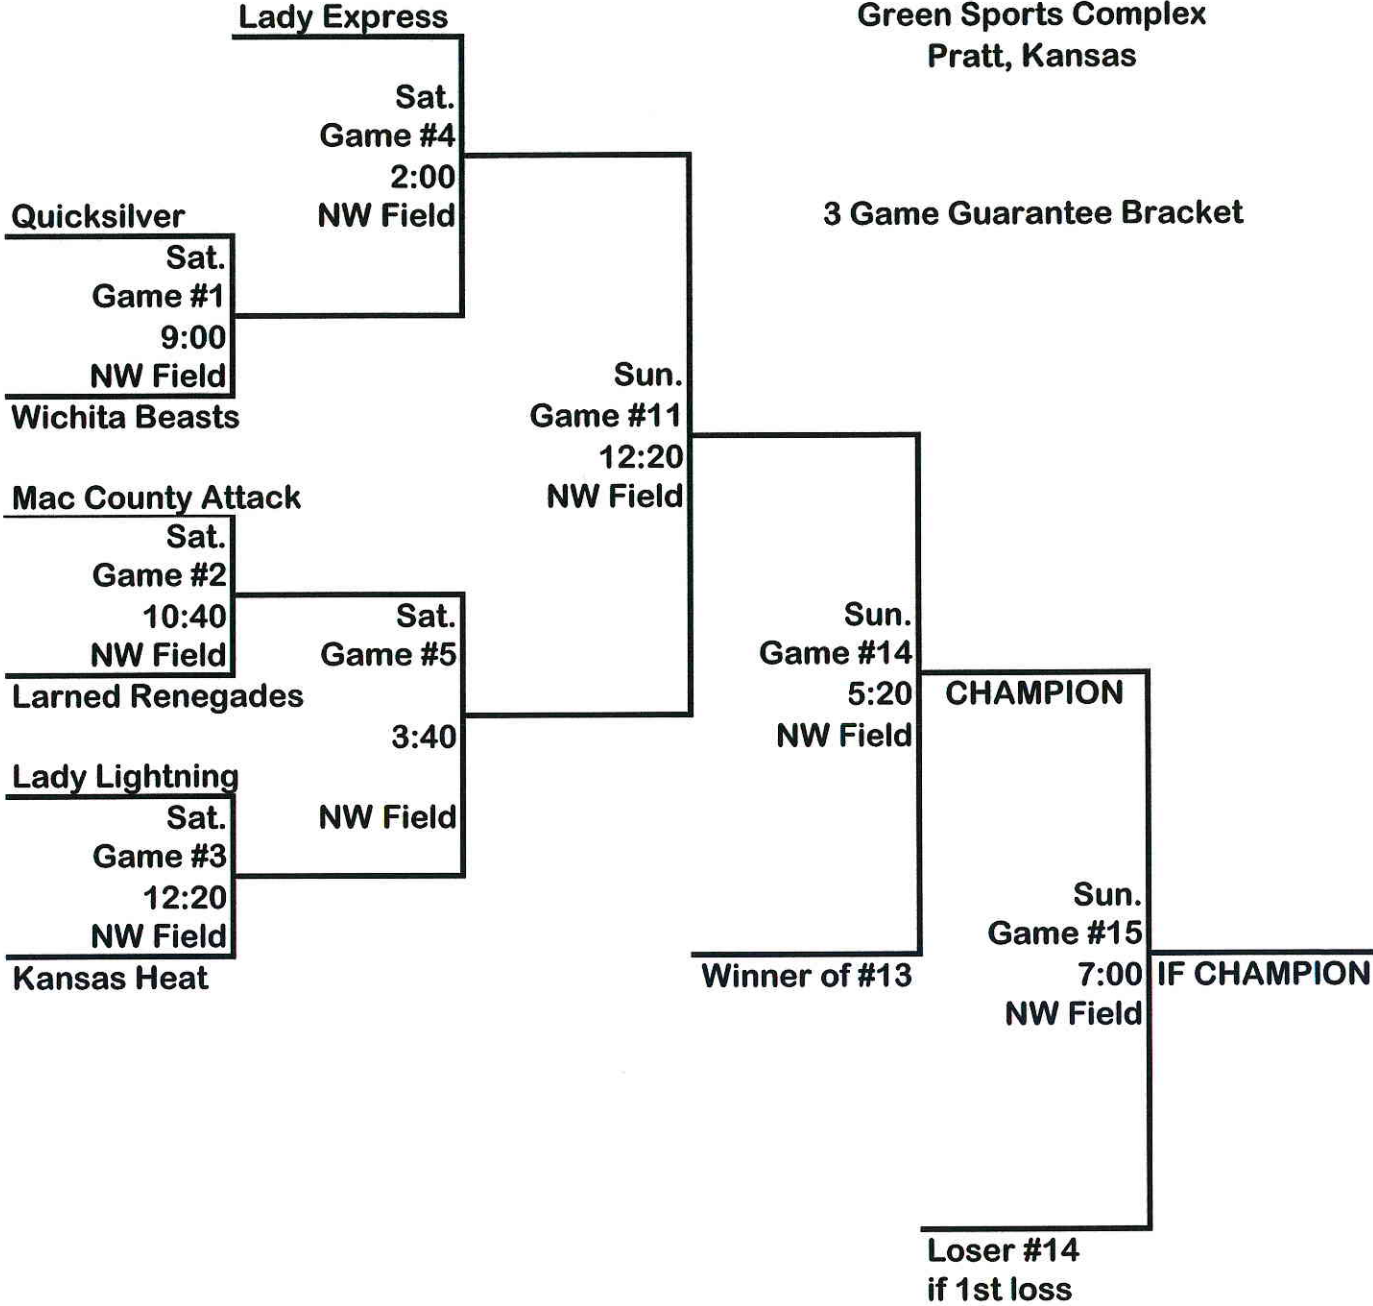 Lady Express
Green Sports Complex
Pratt, Kansas
3 Game Guarantee Bracket
Sat.
Game #4
2:00
NW Field
Quicksilver
Sat.
Game #1
9:00
NW Field
Wichita Beasts
Sun.
Game #11
12:20
NW Field
Mac County Attack
Sat.
Game #2
10:40
NW Field
Larned Renegades
Sat.
Game #5
3:40
NW Field
Lady Lightning
Sat.
Game #3
12:20
NW Field
Kansas Heat
Sun.
Game #14
5:20
NW Field
CHAMPION
Winner of #13
Sun.
Game #15
7:00
NW Field
IF CHAMPION
Loser #14
if 1st loss